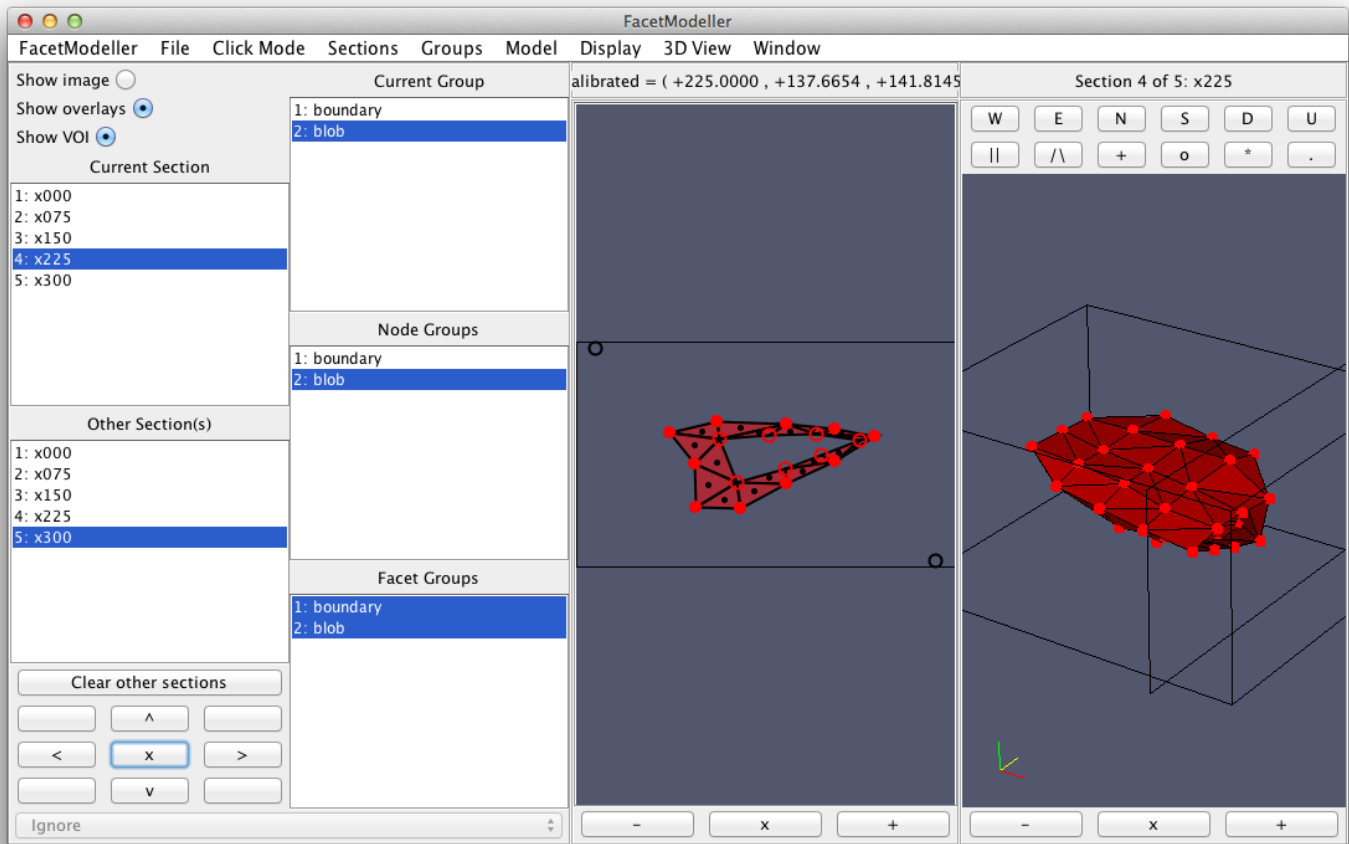 FacetModeller
FacetModeller File Click Mode Sections Groups Model Display 3D View Window
Show image
Show overlays
Show VOI
Current Section
1: x000
2: x075
3: x150
4: x225
5: x300
Other Section(s)
1: x000
2: x075
3: x150
4: x225
5: x300
Clear other sections
^
< x >
v
Ignore
Current Group
1: boundary
2: blob
Node Groups
1: boundary
2: blob
Facet Groups
1: boundary
2: blob
alibrated = ( +225.0000 , +137.6654 , +141.8145
- x +
Section 4 of 5: x225
W E N S D U
|| /\ + o * .
- x +